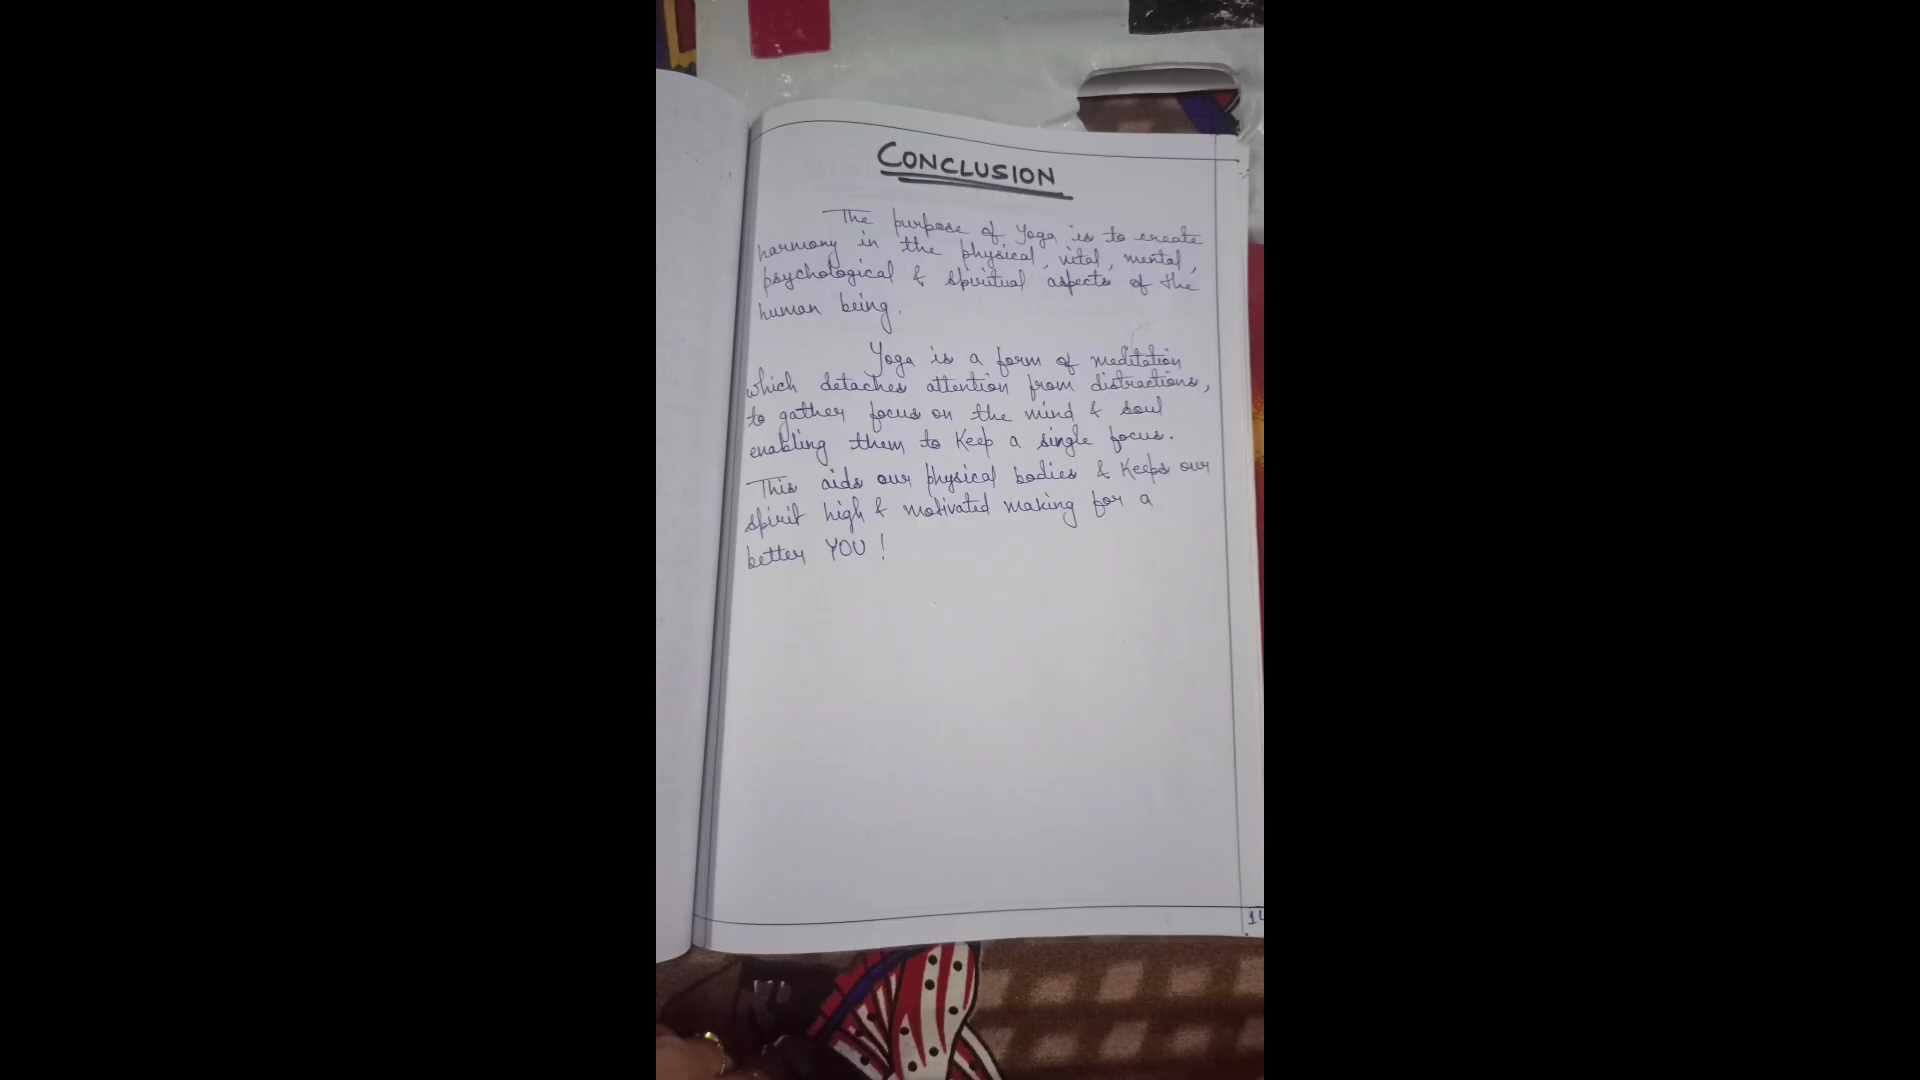 CONCLUSION
The purpose of Yoga is to create
harmony in the physical, vital, mental,
psychological & spiritual aspects of the
human being.
Yoga is a form of meditation
which detaches attention from distractions,
to gather focus on the mind & soul
enabling them to keep a single focus.
This aids our physical bodies & keeps our
spirit high & motivated making for a
better YOU !